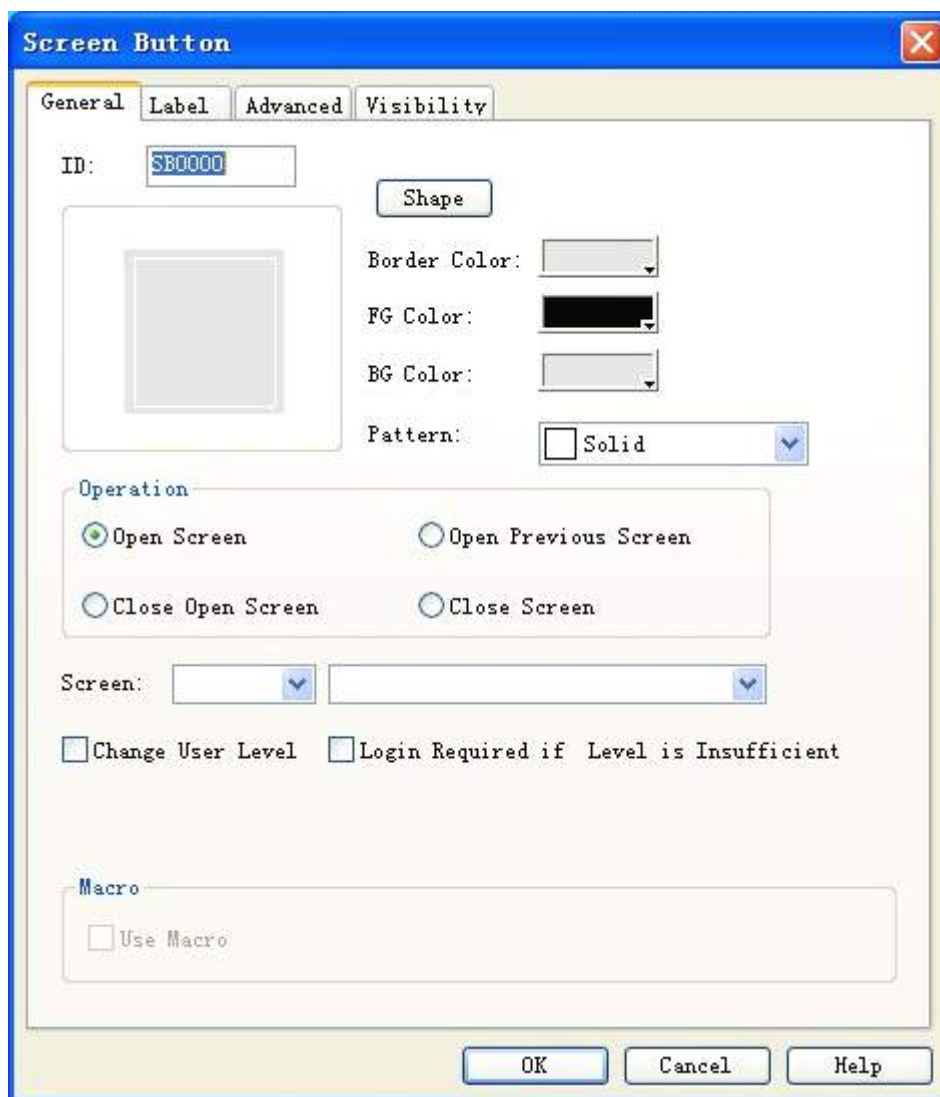 Screen Button
General Label Advanced Visibility
ID: SB0000
Shape
Border Color:
FG Color:
BG Color:
Pattern: Solid
Operation
Open Screen Open Previous Screen
Close Open Screen Close Screen
Screen:
Change User Level Login Required if Level is Insufficient
Macro
Use Macro
OK Cancel Help